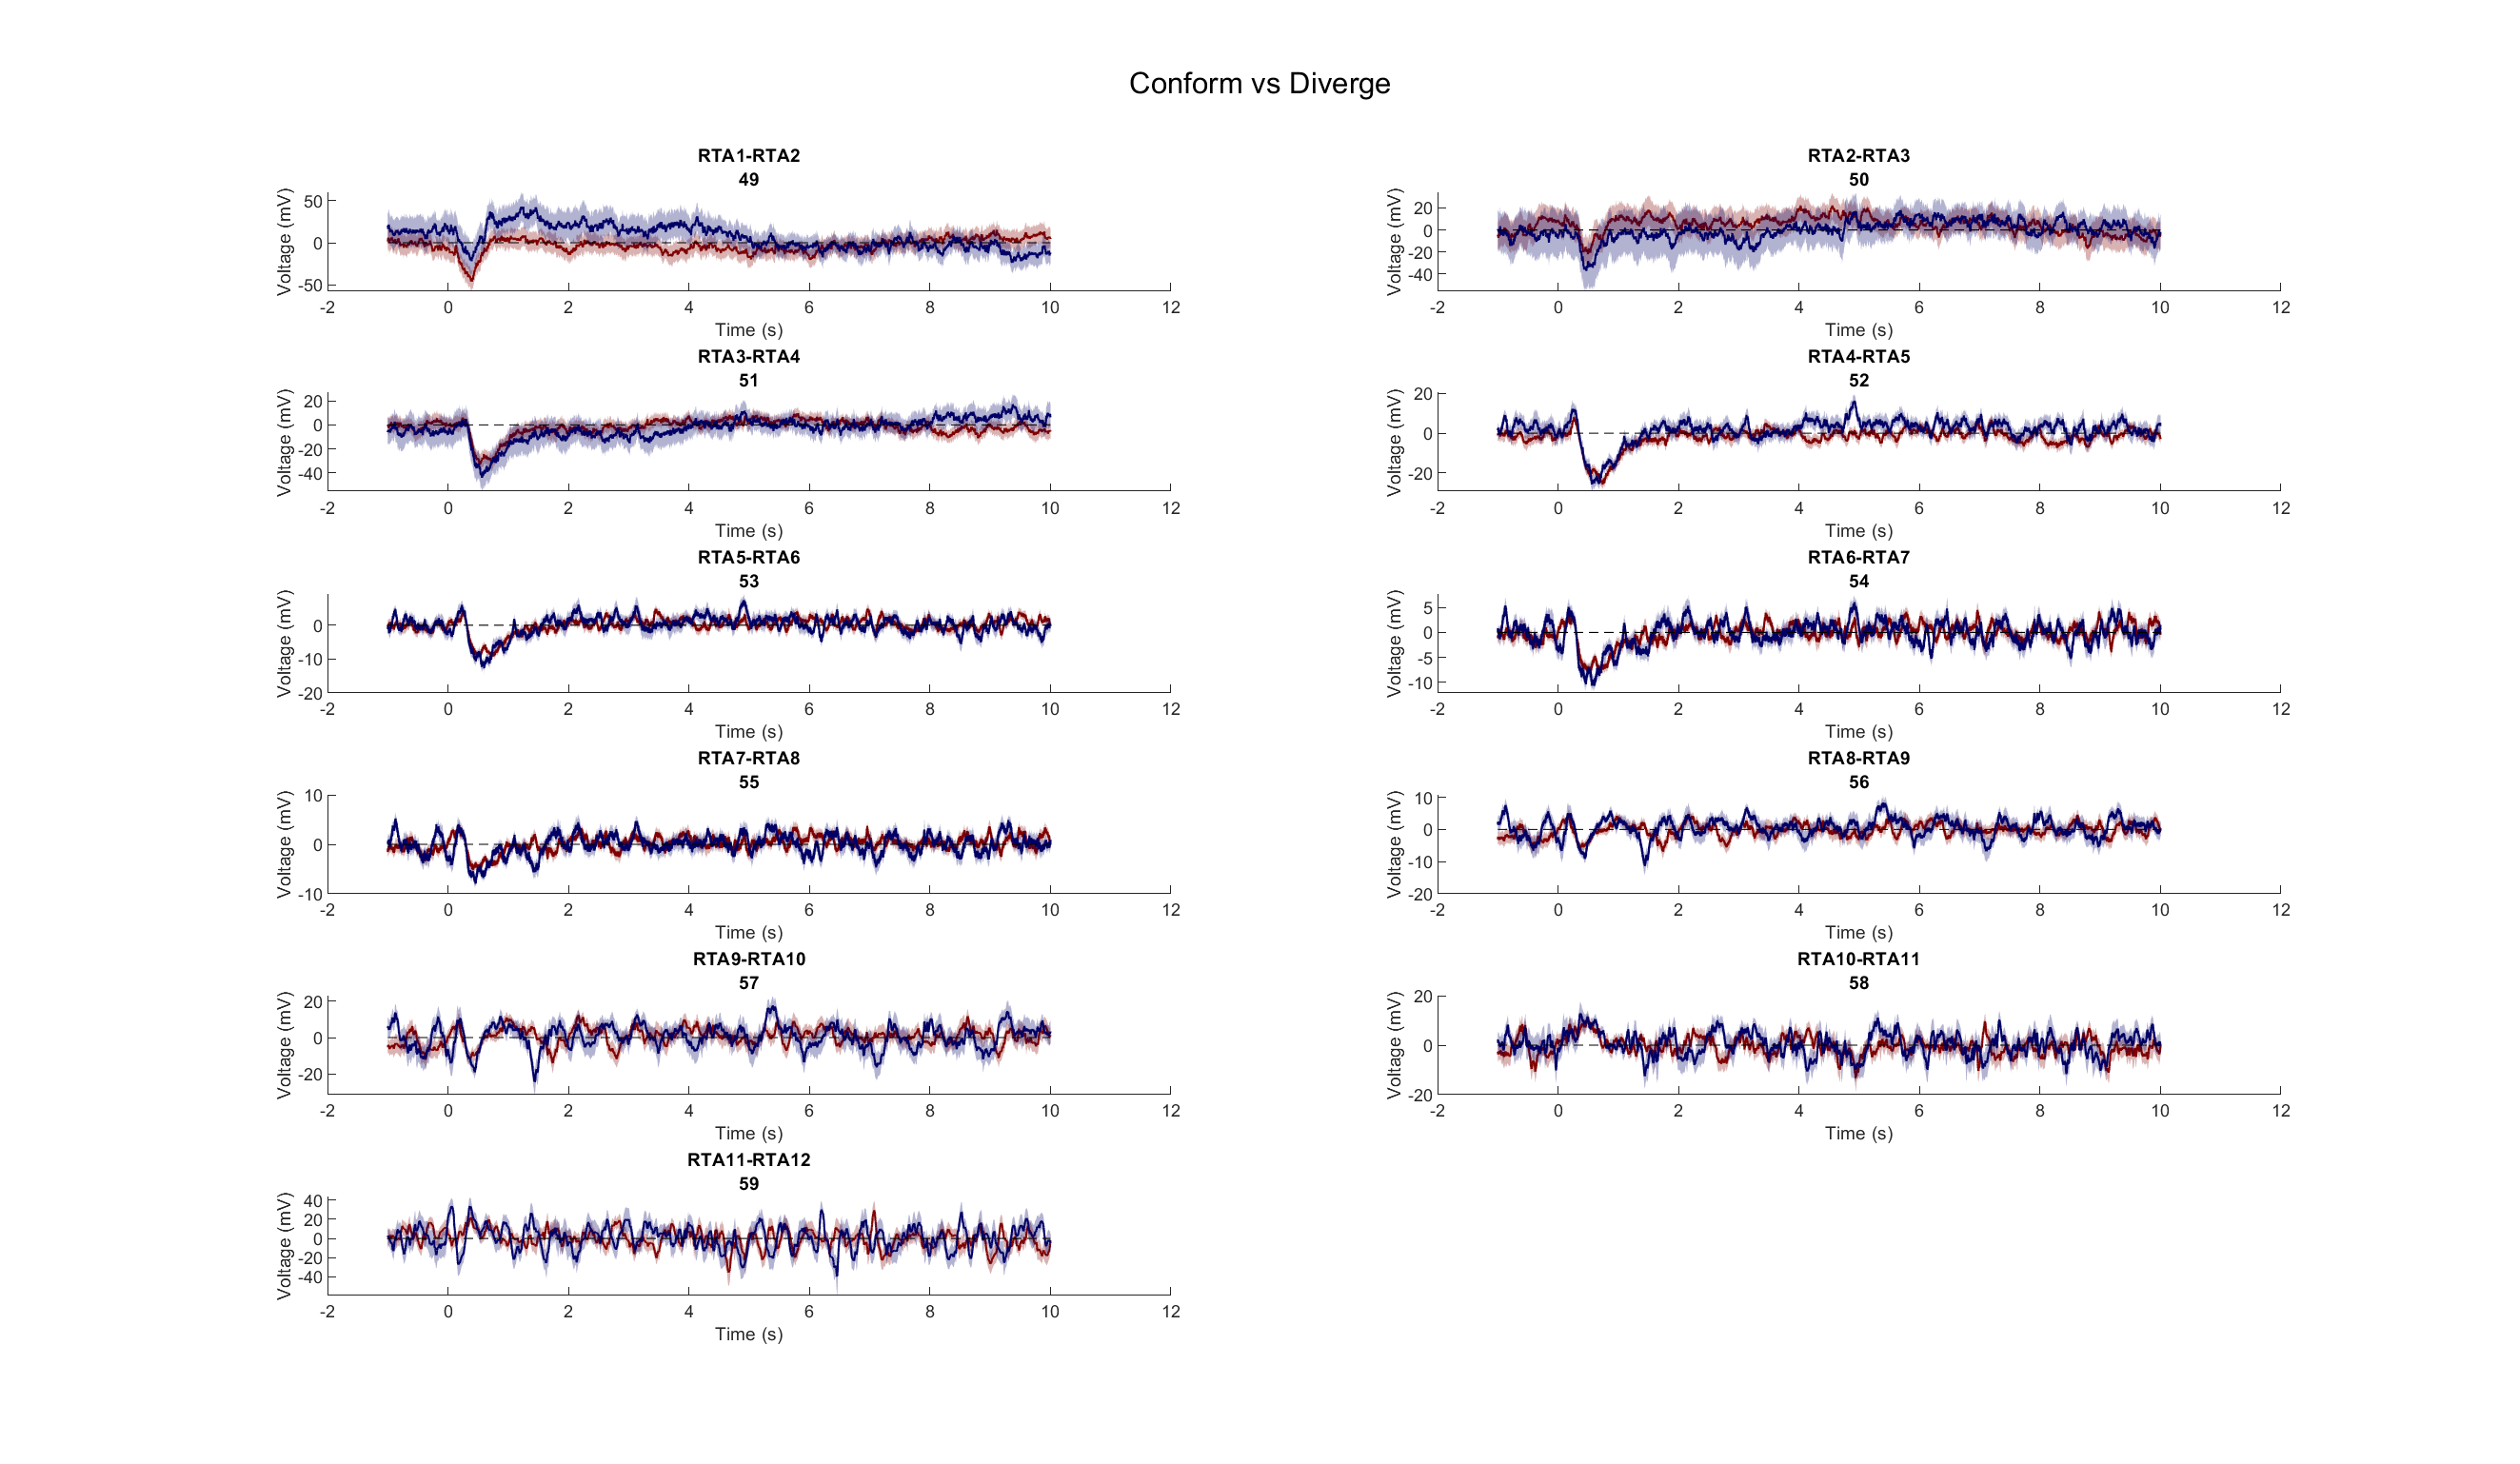 Conform vs Diverge
RTA1-RTA2
49
Voltage (mV)
50
0
-50
-2 0 2 4 6 8 10 12
Time (s)
RTA2-RTA3
50
Voltage (mV)
20
0
-20
-40
-2 0 2 4 6 8 10 12
Time (s)
RTA3-RTA4
51
Voltage (mV)
20
0
-20
-40
-2 0 2 4 6 8 10 12
Time (s)
RTA4-RTA5
52
Voltage (mV)
20
0
-20
-2 0 2 4 6 8 10 12
Time (s)
RTA5-RTA6
53
Voltage (mV)
0
-10
-20
-2 0 2 4 6 8 10 12
Time (s)
RTA6-RTA7
54
Voltage (mV)
5
0
-5
-10
-2 0 2 4 6 8 10 12
Time (s)
RTA7-RTA8
55
Voltage (mV)
10
0
-10
-2 0 2 4 6 8 10 12
Time (s)
RTA8-RTA9
56
Voltage (mV)
10
0
-10
-20
-2 0 2 4 6 8 10 12
Time (s)
RTA9-RTA10
57
Voltage (mV)
20
0
-20
-2 0 2 4 6 8 10 12
Time (s)
RTA10-RTA11
58
Voltage (mV)
20
0
-20
-2 0 2 4 6 8 10 12
Time (s)
RTA11-RTA12
59
Voltage (mV)
40
20
0
-20
-40
-2 0 2 4 6 8 10 12
Time (s)